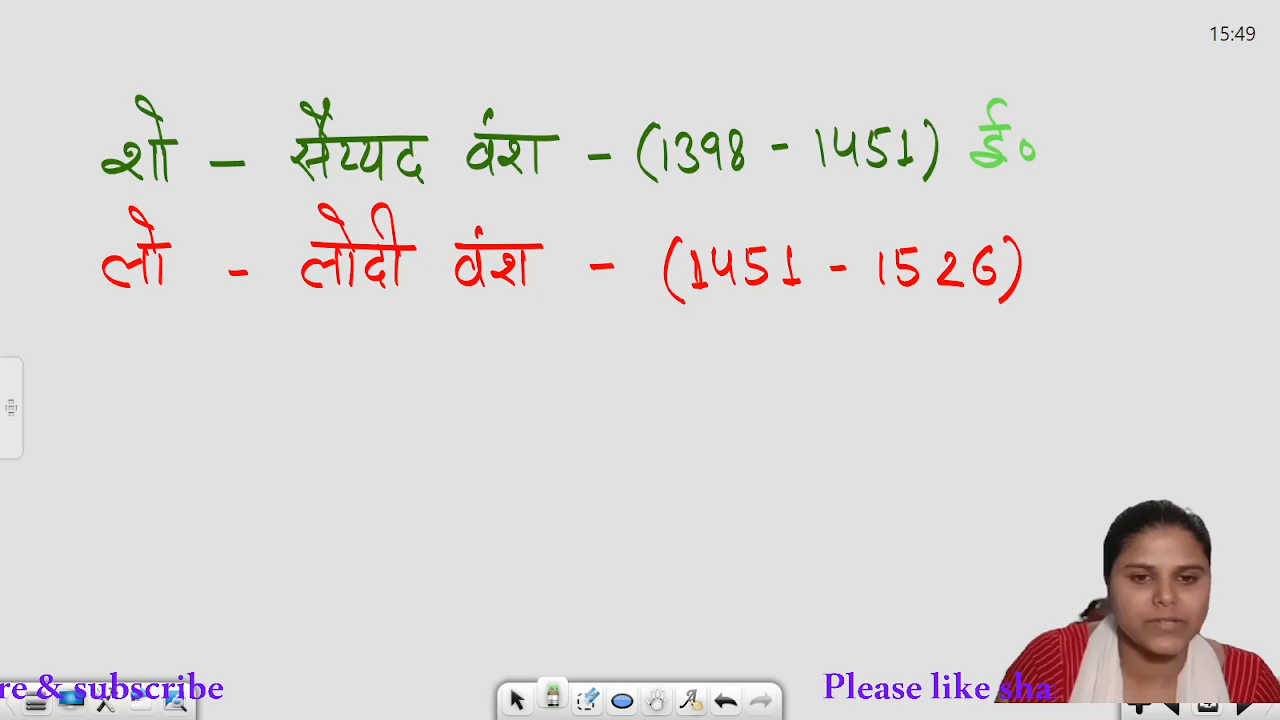 15:49
शो - सैय्यद वंश - (1398 - 1451) ई०
लो - लोदी वंश - (1451 - 1526)
re & subscribe
Please like sha